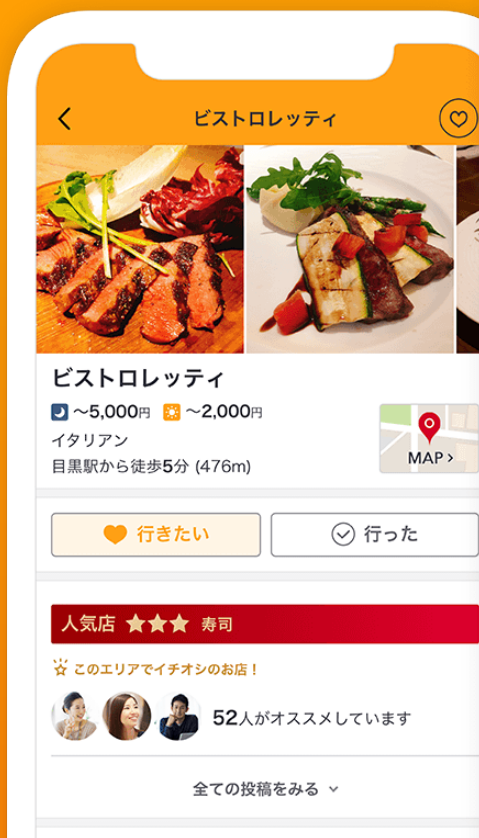 ビストロレッティ
ビストロレッティ
〜5,000円 〜2,000円
イタリアン
目黒駅から徒歩5分 (476m)
MAP
行きたい
行った
人気店 ★★★ 寿司
このエリアでイチオシのお店！
52人がオススメしています
全ての投稿をみる